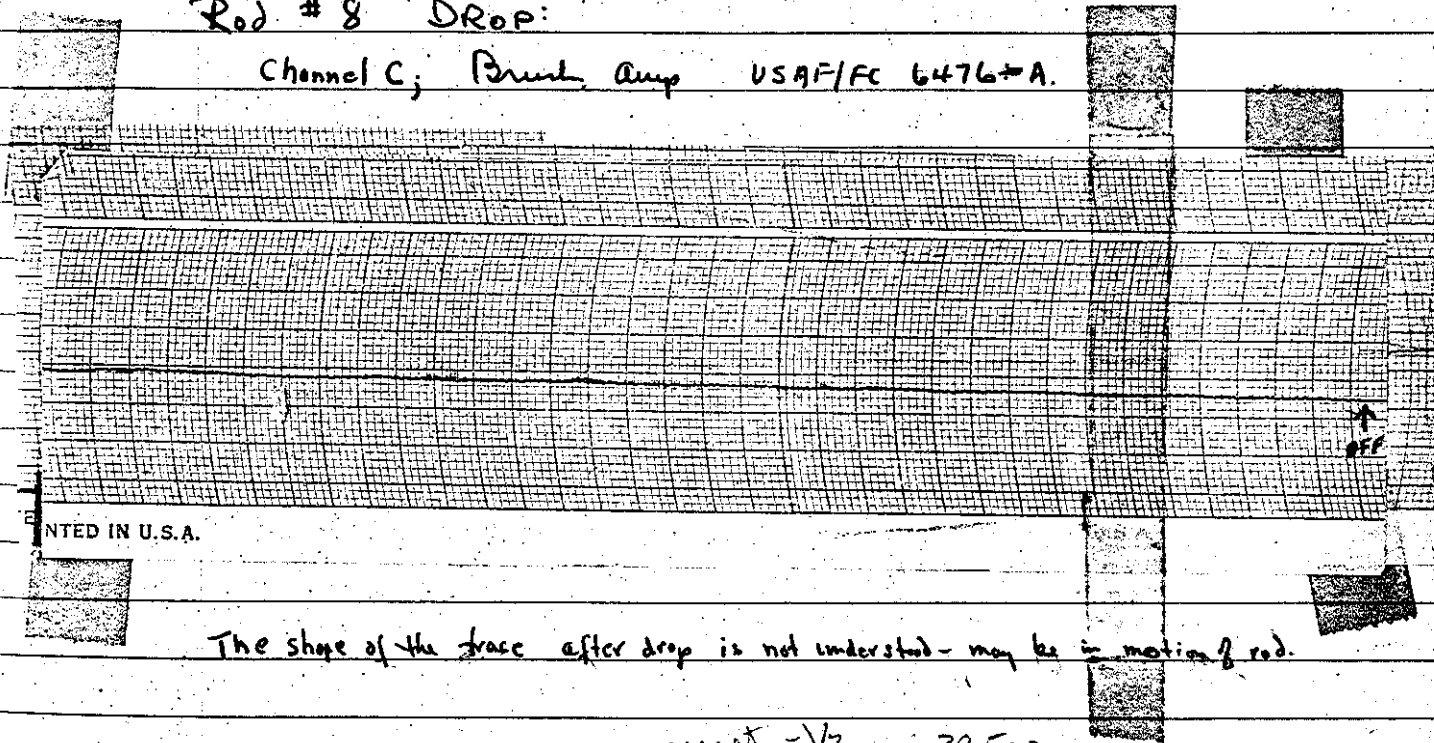 Rod # 8 DROP:
Channel C; Brush amp USAF/FC 6476-A.
OFF
NTED IN U.S.A.
The shape of the trace after drop is not understood - may be in motion of rod.